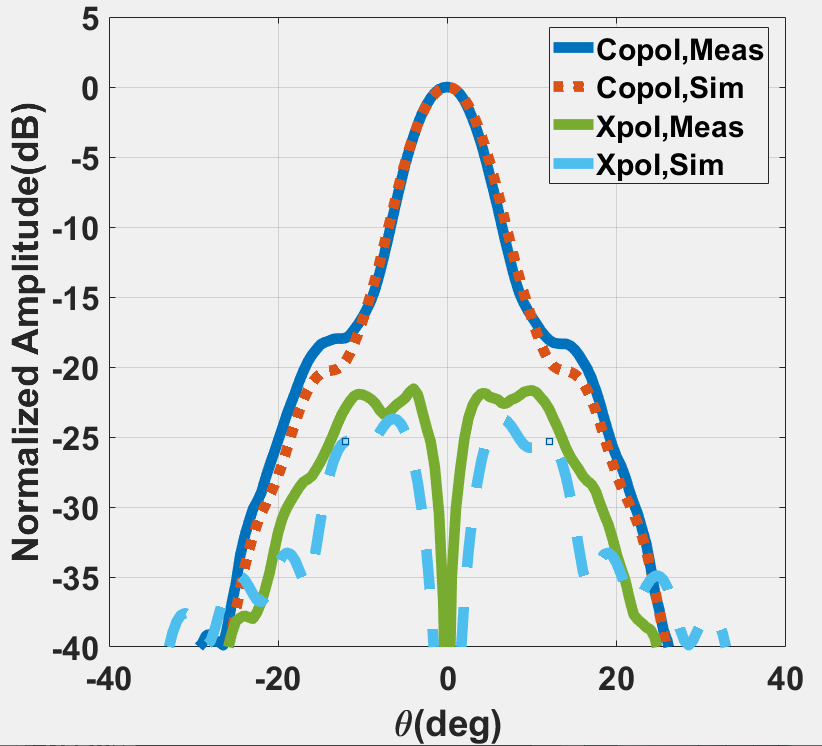 5
0
-5
-10
-15
-20
-25
-30
-35
-40
-40 -20 0 20 40
Normalized Amplitude(dB)
θ(deg)
Copol,Meas
Copol,Sim
Xpol,Meas
Xpol,Sim